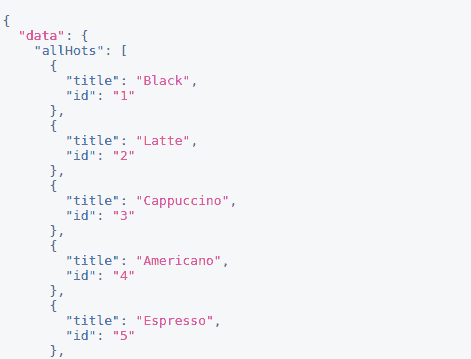 {
  "data": {
    "allHots": [
      {
        "title": "Black",
        "id": "1"
      },
      {
        "title": "Latte",
        "id": "2"
      },
      {
        "title": "Cappuccino",
        "id": "3"
      },
      {
        "title": "Americano",
        "id": "4"
      },
      {
        "title": "Espresso",
        "id": "5"
      },